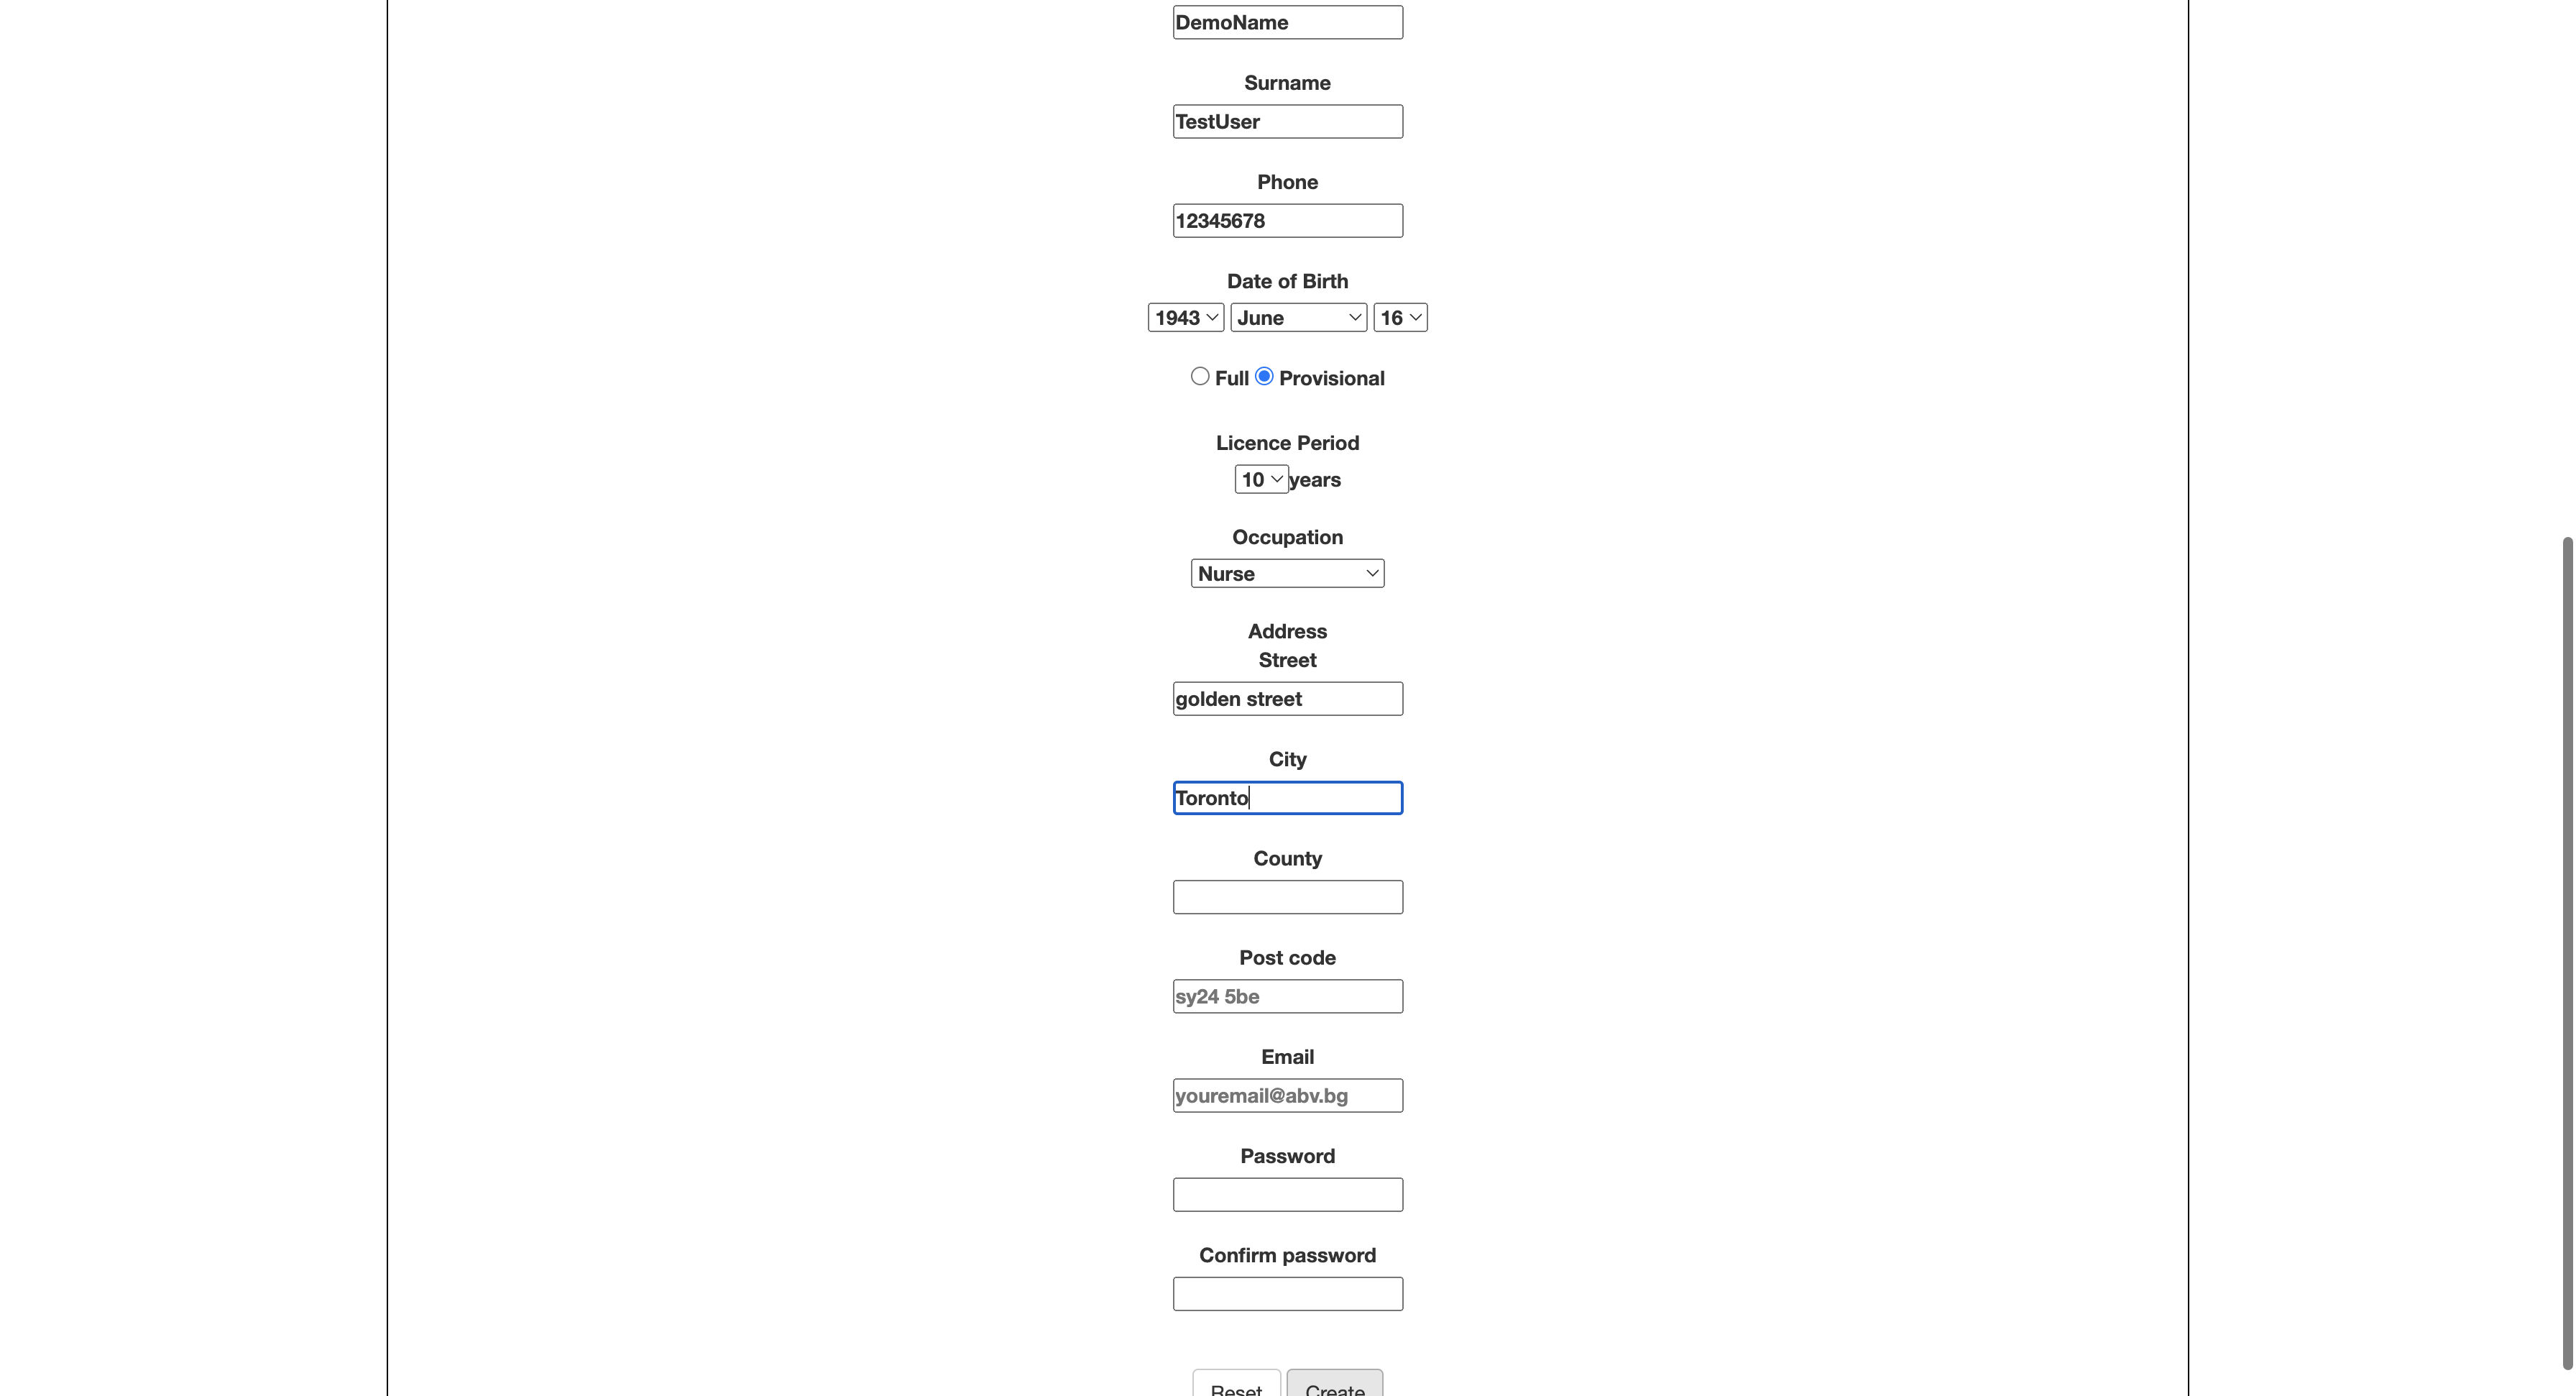 DemoName
Surname
TestUser
Phone
12345678
Date of Birth
1943 June 16
Full Provisional
Licence Period
10 years
Occupation
Nurse
Address
Street
golden street
City
Toronto
County
Post code
sy24 5be
Email
youremail@abv.bg
Password
Confirm password
Reset Create